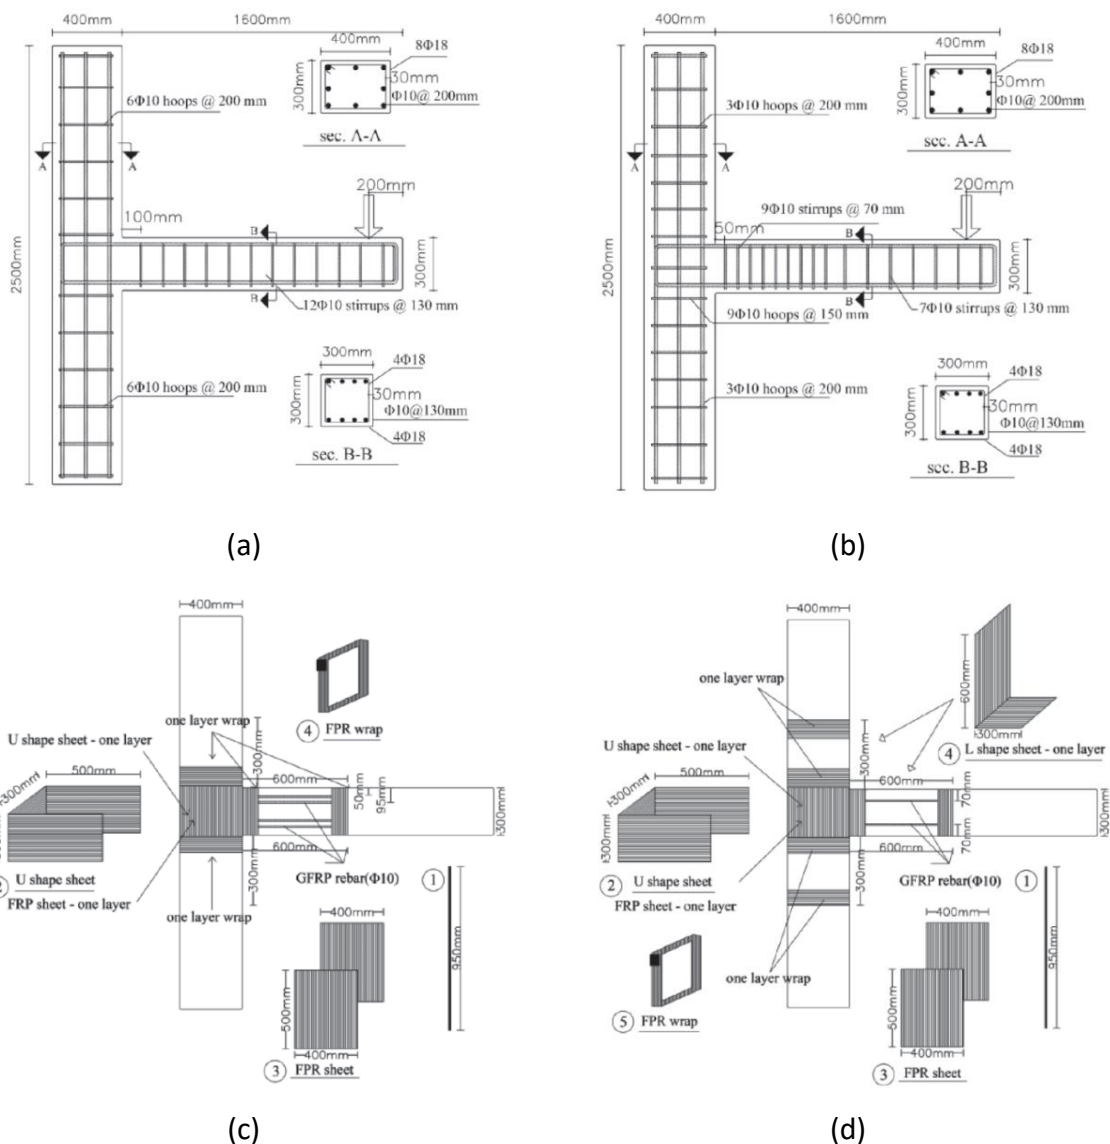 400mm
1600mm
400mm
8Φ18
30mm
Φ10@ 200mm
300mm
sec. A-A
6Φ10 hoops @ 200 mm
A
A
200mm
100mm
B
2500mm
300mm
B
12Φ10 stirrups @ 130 mm
300mm
4Φ18
30mm
Φ10@130mm
300mm
4Φ18
6Φ10 hoops @ 200 mm
sec. B-B
(a)
400mm
1600mm
400mm
8Φ18
30mm
Φ10@ 200mm
300mm
scc. A-A
3Φ10 hoops @ 200 mm
A
A
200mm
9Φ10 stirrups @ 70 mm
50mm
B
2500mm
300mm
B
9Φ10 hoops @ 150 mm
7Φ10 stirrups @ 130 mm
300mm
4Φ18
30mm
Φ10@130mm
300mm
4Φ18
3Φ10 hoops @ 200 mm
scc. B-B
(b)
400mm
4 FPR wrap
one layer wrap
U shape sheet - one layer
300mm
600mm
500mm
300mm
50mm
95mm
300mm
600mm
300mm
GFRP rebar(Φ10)
1
2 U shape sheet
FRP sheet - one layer
one layer wrap
400mm
950mm
500mm
400mm
3 FPR sheet
(c)
400mm
600mm
300mm
one layer wrap
4 L shape sheet - one layer
U shape sheet - one layer
300mm
600mm
500mm
300mm
70mm
300mm
300mm
70mm
600mm
300mm
GFRP rebar(Φ10)
1
2 U shape sheet
FRP sheet - one layer
400mm
950mm
one layer wrap
5 FPR wrap
500mm
400mm
3 FPR sheet
(d)